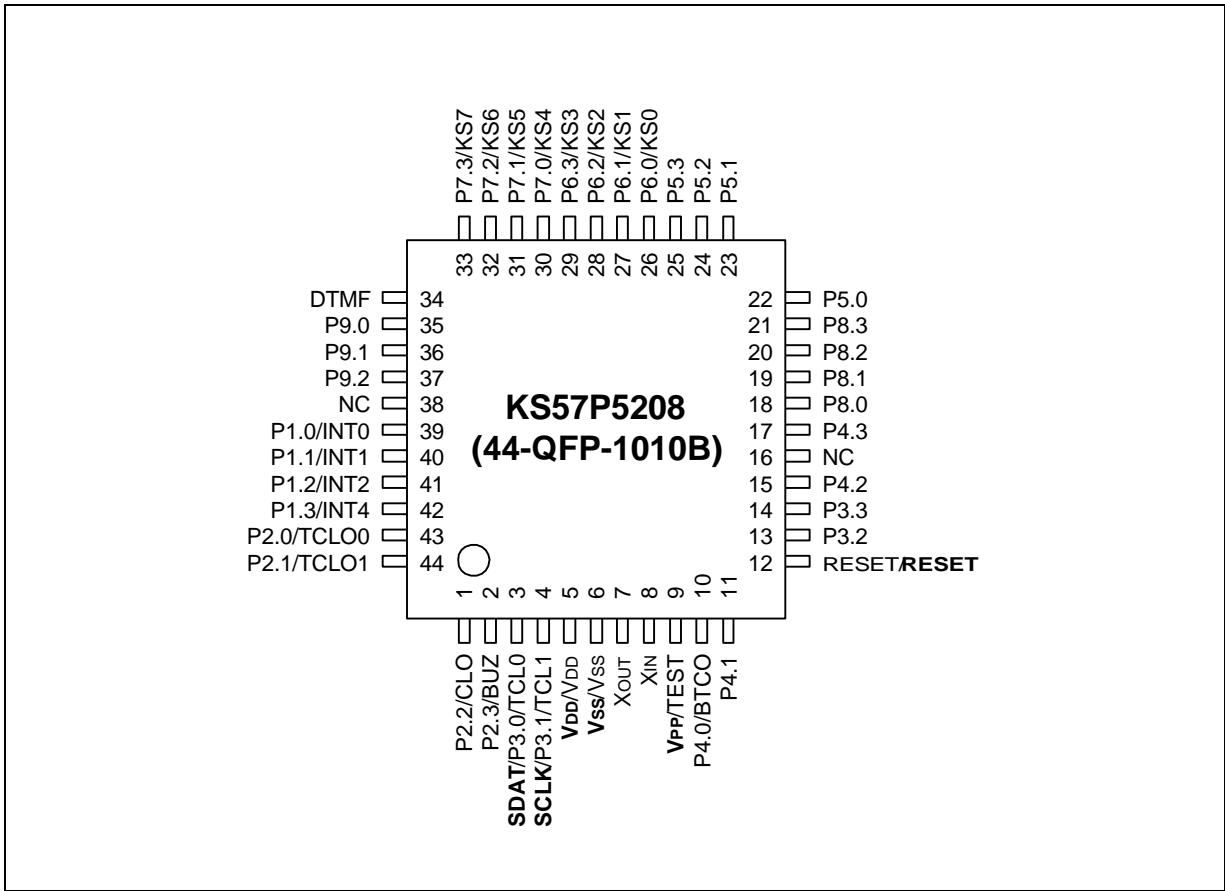 P7.3/KS7
P7.2/KS6
P7.1/KS5
P7.0/KS4
P6.3/KS3
P6.2/KS2
P6.1/KS1
P6.0/KS0
P5.3
P5.2
P5.1
33
32
31
30
29
28
27
26
25
24
23
DTMF 34
P9.0 35
P9.1 36
P9.2 37
NC 38
P1.0/INT0 39
P1.1/INT1 40
P1.2/INT2 41
P1.3/INT4 42
P2.0/TCLO0 43
P2.1/TCLO1 44
KS57P5208
(44-QFP-1010B)
22 P5.0
21 P8.3
20 P8.2
19 P8.1
18 P8.0
17 P4.3
16 NC
15 P4.2
14 P3.3
13 P3.2
12 RESET/RESET
1
2
3
4
5
6
7
8
9
10
11
P2.2/CLO
P2.3/BUZ
SDAT/P3.0/TCL0
SCLK/P3.1/TCL1
VDD/VDD
VSS/VSS
XOUT
XIN
VPP/TEST
P4.0/BTCO
P4.1